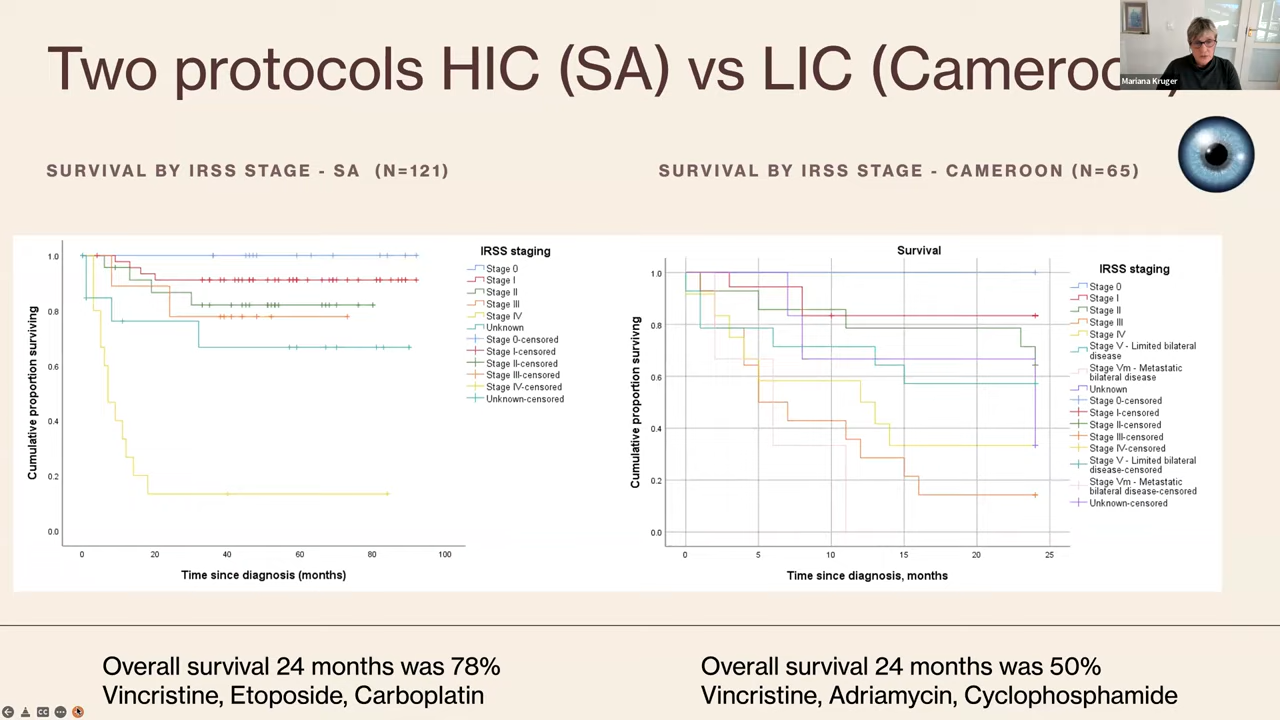 Two protocols HIC (SA) vs LIC (Cameroo
Mariana Kruger
SURVIVAL BY IRSS STAGE - SA (N=121)
SURVIVAL BY IRSS STAGE - CAMEROON (N=65)
IRSS staging
Stage 0
Stage I
Stage II
Stage III
Stage IV
Unknown
Stage 0-censored
Stage I-censored
Stage II-censored
Stage III-censored
Stage IV-censored
Unknown-censored
Cumulative proportion surviving
1.0
0.8
0.6
0.4
0.2
0.0
0
20
40
60
80
100
Time since diagnosis (months)
Survival
IRSS staging
Stage 0
Stage I
Stage II
Stage III
Stage IV
Stage V - Limited bilateral
disease
Stage Vm - Metastatic
bilateral disease
Unknown
Stage 0-censored
Stage I-censored
Stage II-censored
Stage III-censored
Stage IV-censored
Stage V - Limited bilateral
disease-censored
Stage Vm - Metastatic
bilateral disease-censored
Unknown-censored
Cumulative proportion survivng
1.0
0.8
0.6
0.4
0.2
0.0
0
5
10
15
20
25
Time since diagnosis, months
Overall survival 24 months was 78%
Vincristine, Etoposide, Carboplatin
Overall survival 24 months was 50%
Vincristine, Adriamycin, Cyclophosphamide
CC